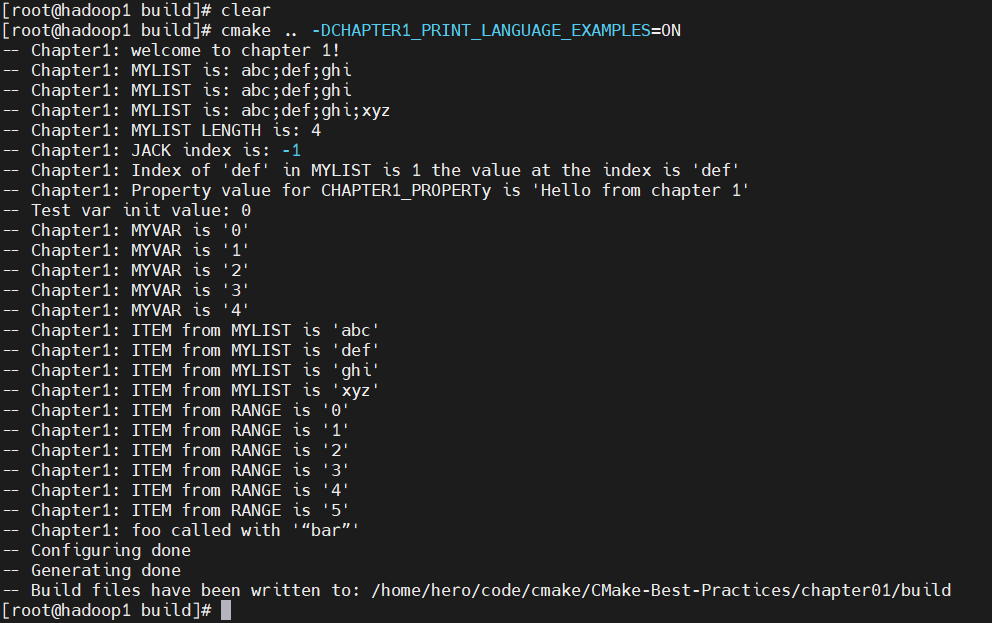 [root@hadoop1 build]# clear
[root@hadoop1 build]# cmake .. -DCHAPTER1_PRINT_LANGUAGE_EXAMPLES=ON
-- Chapter1: welcome to chapter 1!
-- Chapter1: MYLIST is: abc;def;ghi
-- Chapter1: MYLIST is: abc;def;ghi
-- Chapter1: MYLIST is: abc;def;ghi;xyz
-- Chapter1: MYLIST LENGTH is: 4
-- Chapter1: JACK index is: -1
-- Chapter1: Index of 'def' in MYLIST is 1 the value at the index is 'def'
-- Chapter1: Property value for CHAPTER1_PROPERTy is 'Hello from chapter 1'
-- Test var init value: 0
-- Chapter1: MYVAR is '0'
-- Chapter1: MYVAR is '1'
-- Chapter1: MYVAR is '2'
-- Chapter1: MYVAR is '3'
-- Chapter1: MYVAR is '4'
-- Chapter1: ITEM from MYLIST is 'abc'
-- Chapter1: ITEM from MYLIST is 'def'
-- Chapter1: ITEM from MYLIST is 'ghi'
-- Chapter1: ITEM from MYLIST is 'xyz'
-- Chapter1: ITEM from RANGE is '0'
-- Chapter1: ITEM from RANGE is '1'
-- Chapter1: ITEM from RANGE is '2'
-- Chapter1: ITEM from RANGE is '3'
-- Chapter1: ITEM from RANGE is '4'
-- Chapter1: ITEM from RANGE is '5'
-- Chapter1: foo called with '“bar”'
-- Configuring done
-- Generating done
-- Build files have been written to: /home/hero/code/cmake/CMake-Best-Practices/chapter01/build
[root@hadoop1 build]#